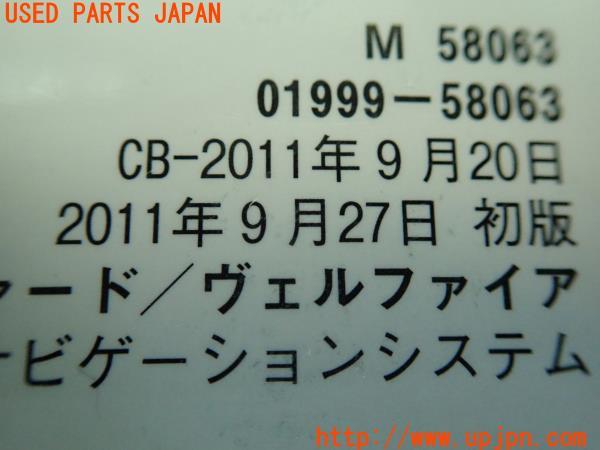 USED PARTS JAPAN
M 58063
01999-58063
CB-2011年9月20日
2021年9月27日 初版
ァード/ヴェルファイア
ービゲーションシステム
http://www.upjpn.com